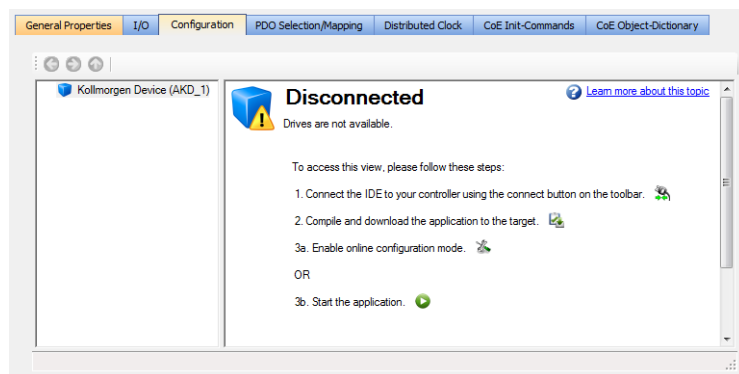 General Properties I/O Configuration PDO Selection/Mapping Distributed Clock CoE Init-Commands CoE Object-Dictionary
Kollmorgen Device (AKD_1)
Disconnected
Learn more about this topic
Drives are not available.
To access this view, please follow these steps:
1. Connect the IDE to your controller using the connect button on the toolbar.
2. Compile and download the application to the target.
3a. Enable online configuration mode.
OR
3b. Start the application.